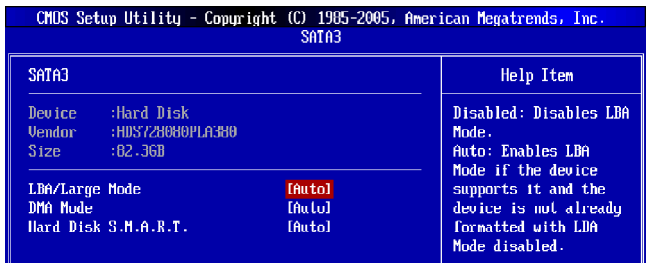 CMOS Setup Utility - Copyright (C) 1985-2005, American Megatrends, Inc.
SATA3
SATA3
Device :Hard Disk
Vendor :HDS728080PLA380
Size :82.3GB
LBA/Large Mode [Auto]
DMA Mode [Auto]
Hard Disk S.M.A.R.T. [Auto]
Help Item
Disabled: Disables LBA
Mode.
Auto: Enables LBA
Mode if the device
supports it and the
device is not already
formatted with LBA
Mode disabled.